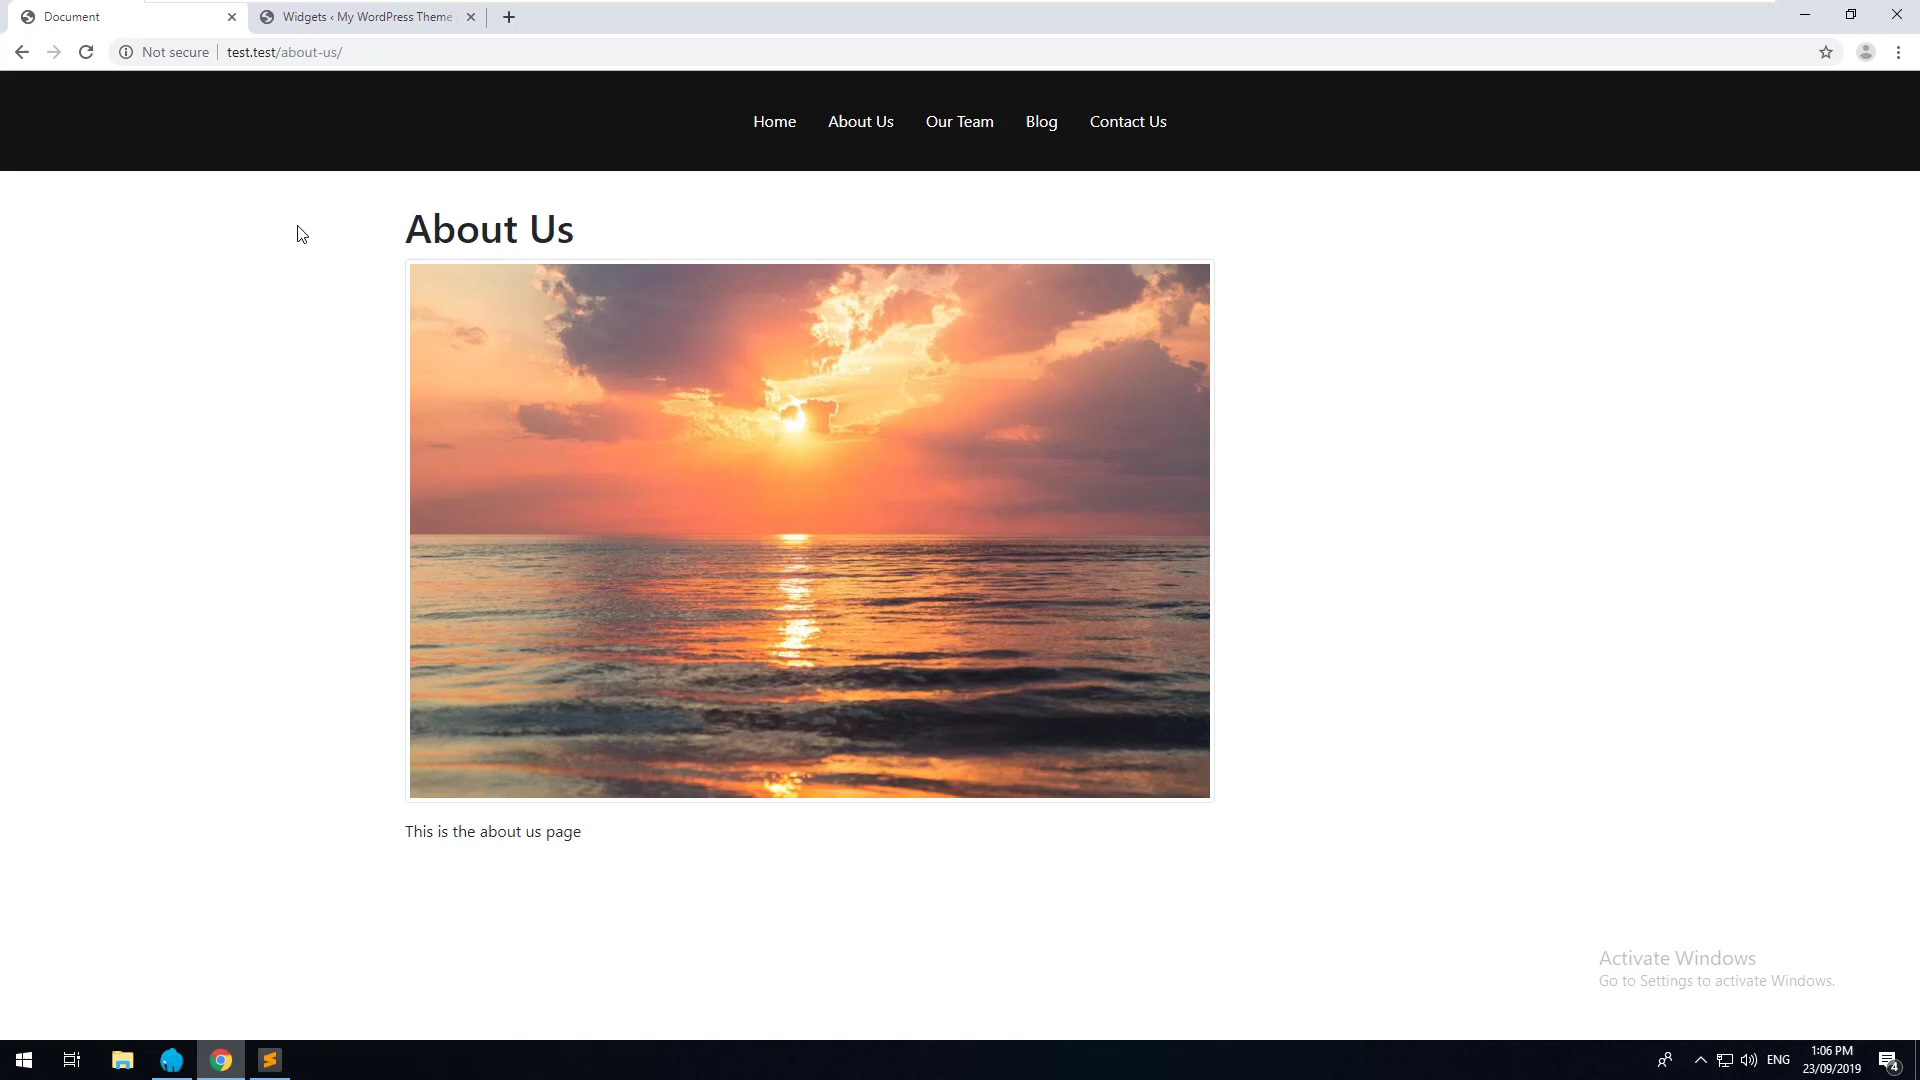 Document
Widgets ‹ My WordPress Theme
Not secure
test.test/about-us/
Home
About Us
Our Team
Blog
Contact Us
About Us
This is the about us page
Activate Windows
Go to Settings to activate Windows.
ENG
1:06 PM
23/09/2019
4